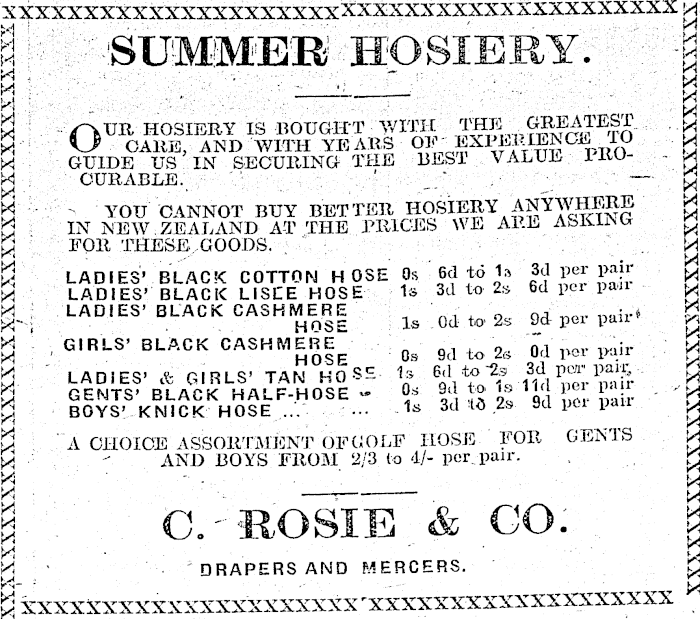 SUMMER HOSIERY.
OUR HOSIERY IS BOUGHT WITH THE GREATEST
CARE, AND WITH YEARS OF EXPERIENCE TO
GUIDE US IN SECURING THE BEST VALUE PRO-
CURABLE.
YOU CANNOT BUY BETTER HOSIERY ANYWHERE
IN NEW ZEALAND AT THE PRICES WE ARE ASKING
FOR THESE GOODS.
LADIES' BLACK COTTON HOSE 0s 6d to 1s 3d per pair
LADIES' BLACK LISLE HOSE 1s 3d to 2s 6d per pair
LADIES' BLACK CASHMERE
HOSE 1s 0d to 2s 9d per pair
GIRLS' BLACK CASHMERE
HOSE 0s 9d to 2s 0d per pair
LADIES' & GIRLS' TAN HOSE 1s 6d to 2s 3d per pair
GENTS' BLACK HALF-HOSE 0s 9d to 1s 11d per pair
BOYS' KNICK HOSE ... ... 1s 3d to 2s 9d per pair
A CHOICE ASSORTMENT OF GOLF HOSE FOR GENTS
AND BOYS FROM 2/3 to 4/- per pair.
C. ROSIE & CO.
DRAPERS AND MERCERS.